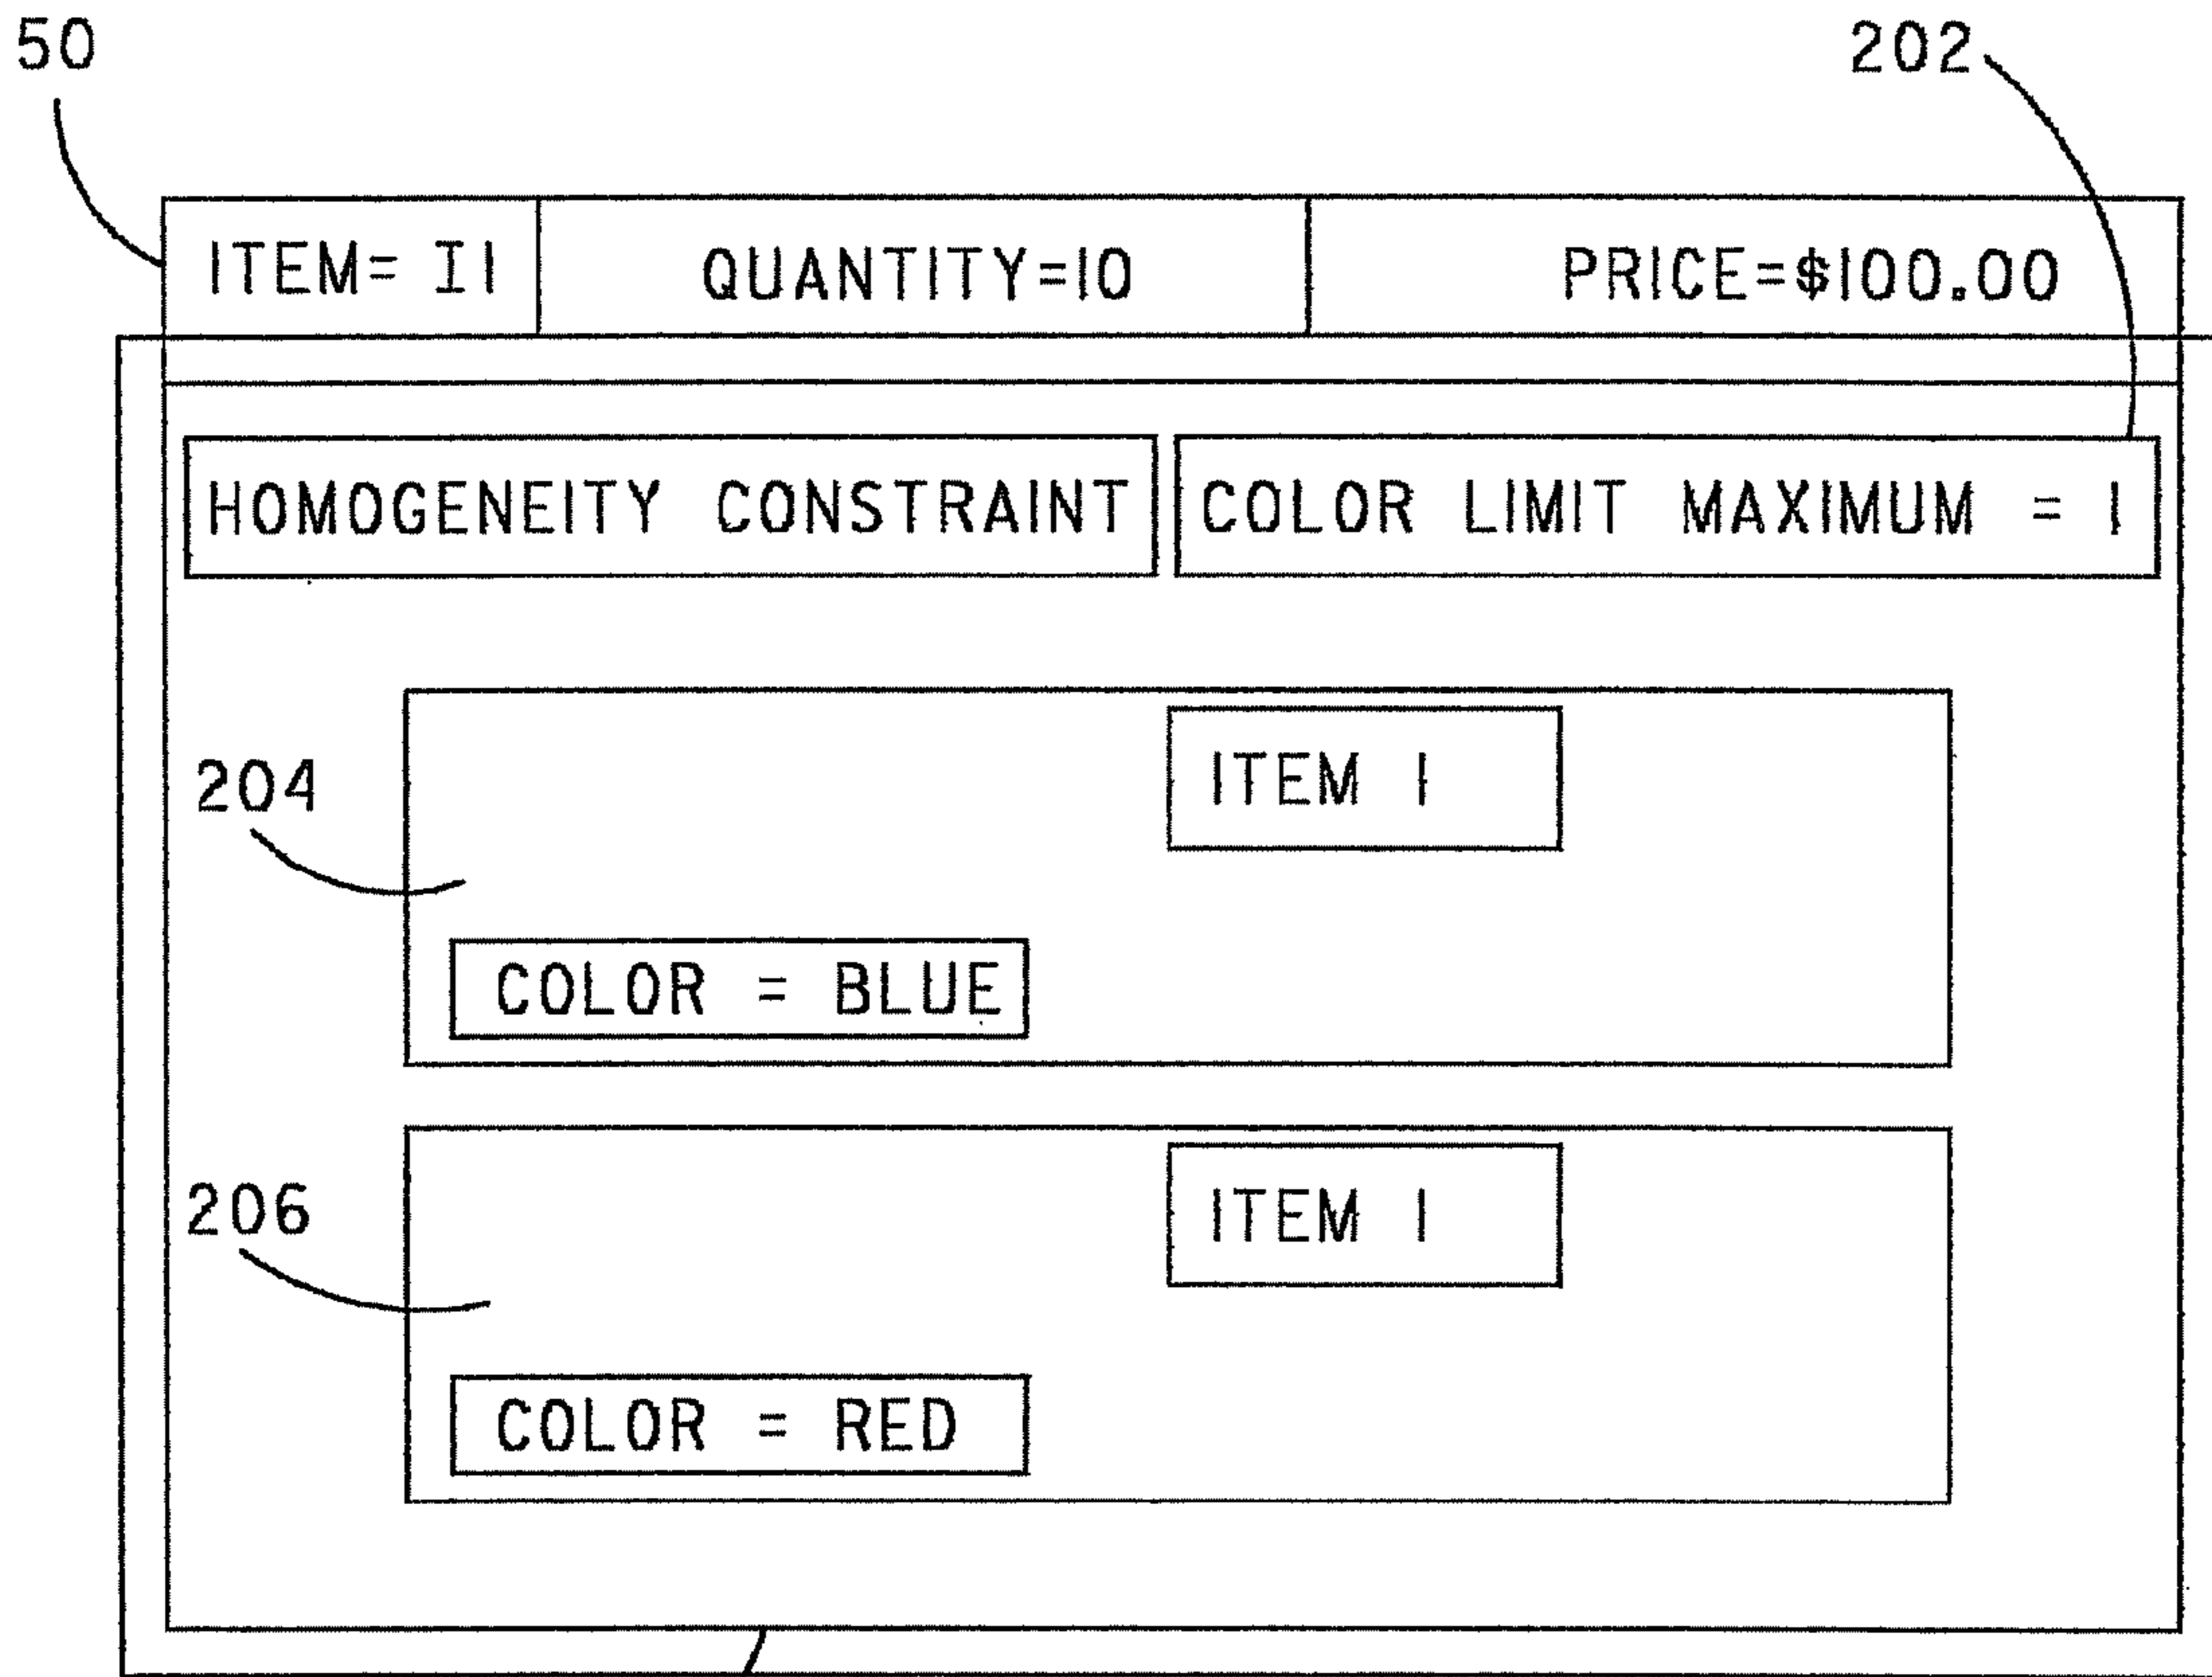 50
202
ITEM= I1 QUANTITY=10 PRICE=$100.00
HOMOGENEITY CONSTRAINT COLOR LIMIT MAXIMUM = 1
ITEM 1
204
COLOR = BLUE
ITEM 1
206
COLOR = RED